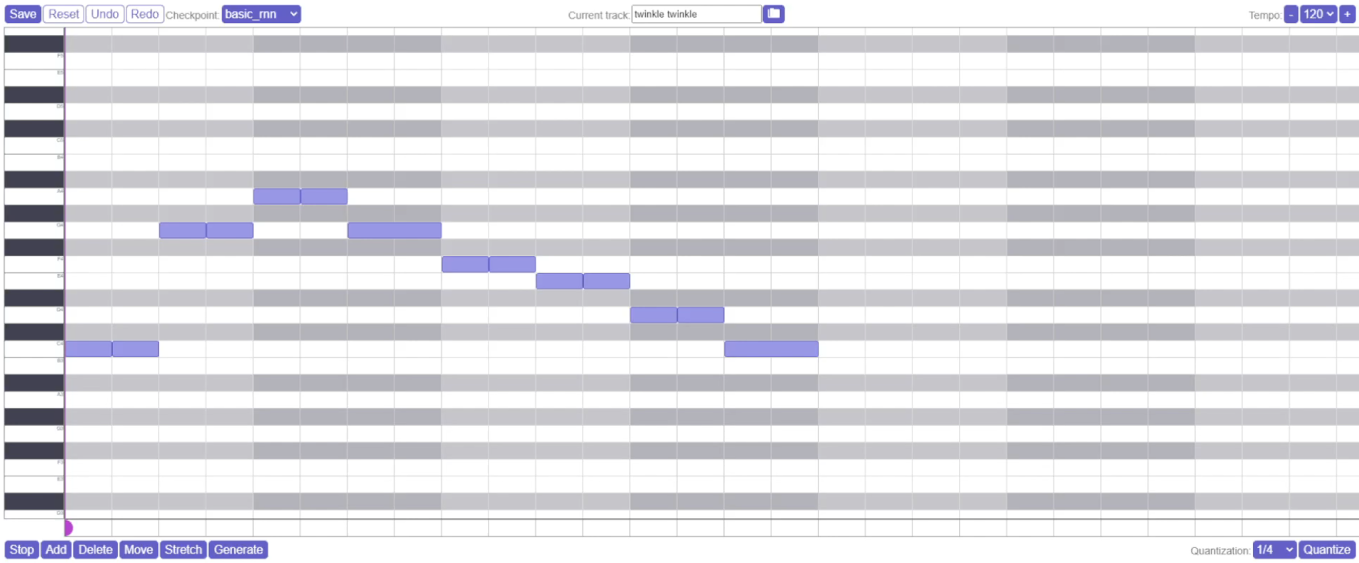 Save Reset Undo Redo Checkpoint: basic_rnn Current track: twinkle twinkle Tempo: - 120 +
Stop Add Delete Move Stretch Generate Quantization: 1/4 Quantize